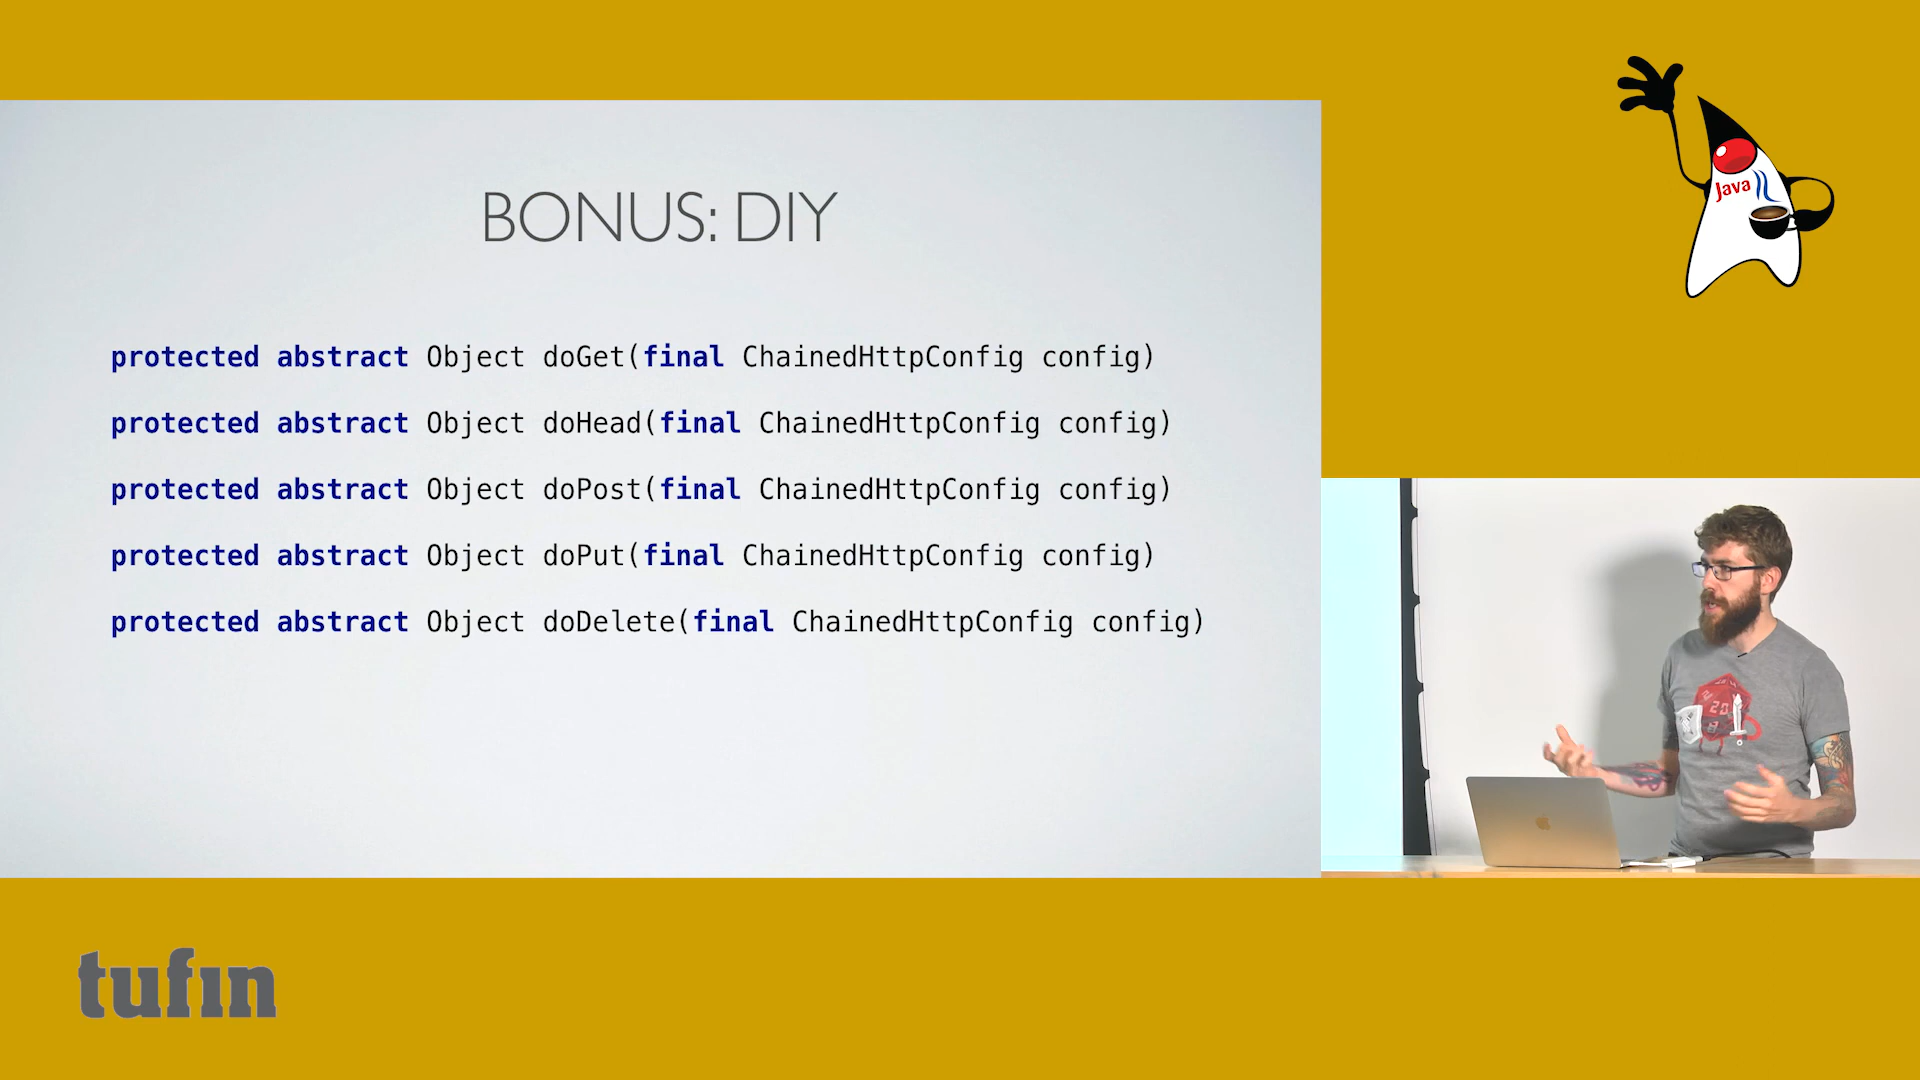 BONUS: DIY
protected abstract Object doGet(final ChainedHttpConfig config)
protected abstract Object doHead(final ChainedHttpConfig config)
protected abstract Object doPost(final ChainedHttpConfig config)
protected abstract Object doPut(final ChainedHttpConfig config)
protected abstract Object doDelete(final ChainedHttpConfig config)
Java
20
tufin